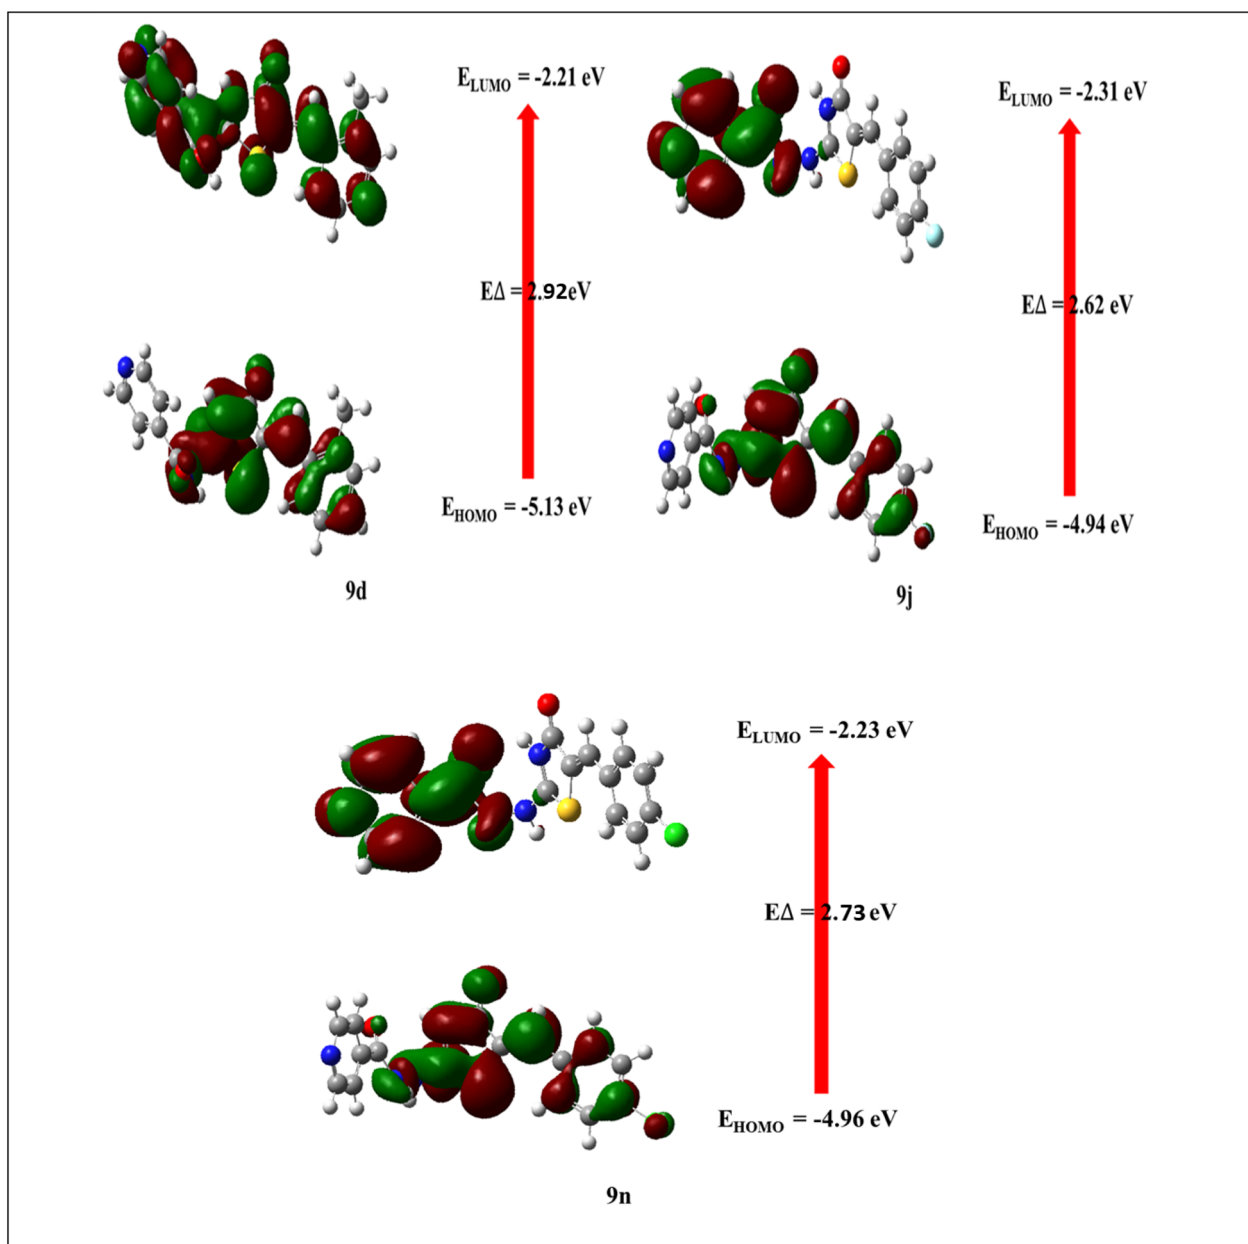 E_LUMO = -2.21 eV
EΔ = 2.92eV
E_HOMO = -5.13 eV
9d
E_LUMO = -2.31 eV
EΔ = 2.62 eV
E_HOMO = -4.94 eV
9j
E_LUMO = -2.23 eV
EΔ = 2.73 eV
E_HOMO = -4.96 eV
9n